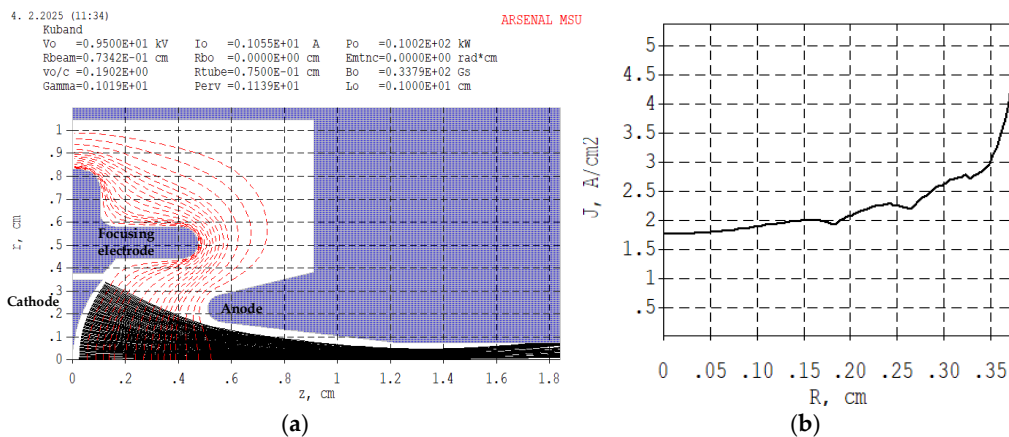 4. 2.2025 (11:34)
ARSENAL MSU
Kuband
Vo =0.9500E+01 kV Io =0.1055E+01 A Po =0.1002E+02 kW
Rbeam=0.7342E-01 cm Rbo =0.0000E+00 cm Emtnc=0.0000E+00 rad*cm
vo/c =0.1902E+00 Rtube=0.7500E-01 cm Bo =0.3379E+02 Gs
Gamma=0.1019E+01 Perv =0.1139E+01 Lo =0.1000E+01 cm
1
.9
.8
.7
.6
.5
.4
.3
.2
.1
0
r, cm
Focusing
electrode
Cathode
Anode
0 .2 .4 .6 .8 1 1.2 1.4 1.6 1.8
z, cm
(a)
5
4.5
4
3.5
3
2.5
2
1.5
1
.5
J, A/cm2
0 .05 .10 .15 .20 .25 .30 .35
R, cm
(b)